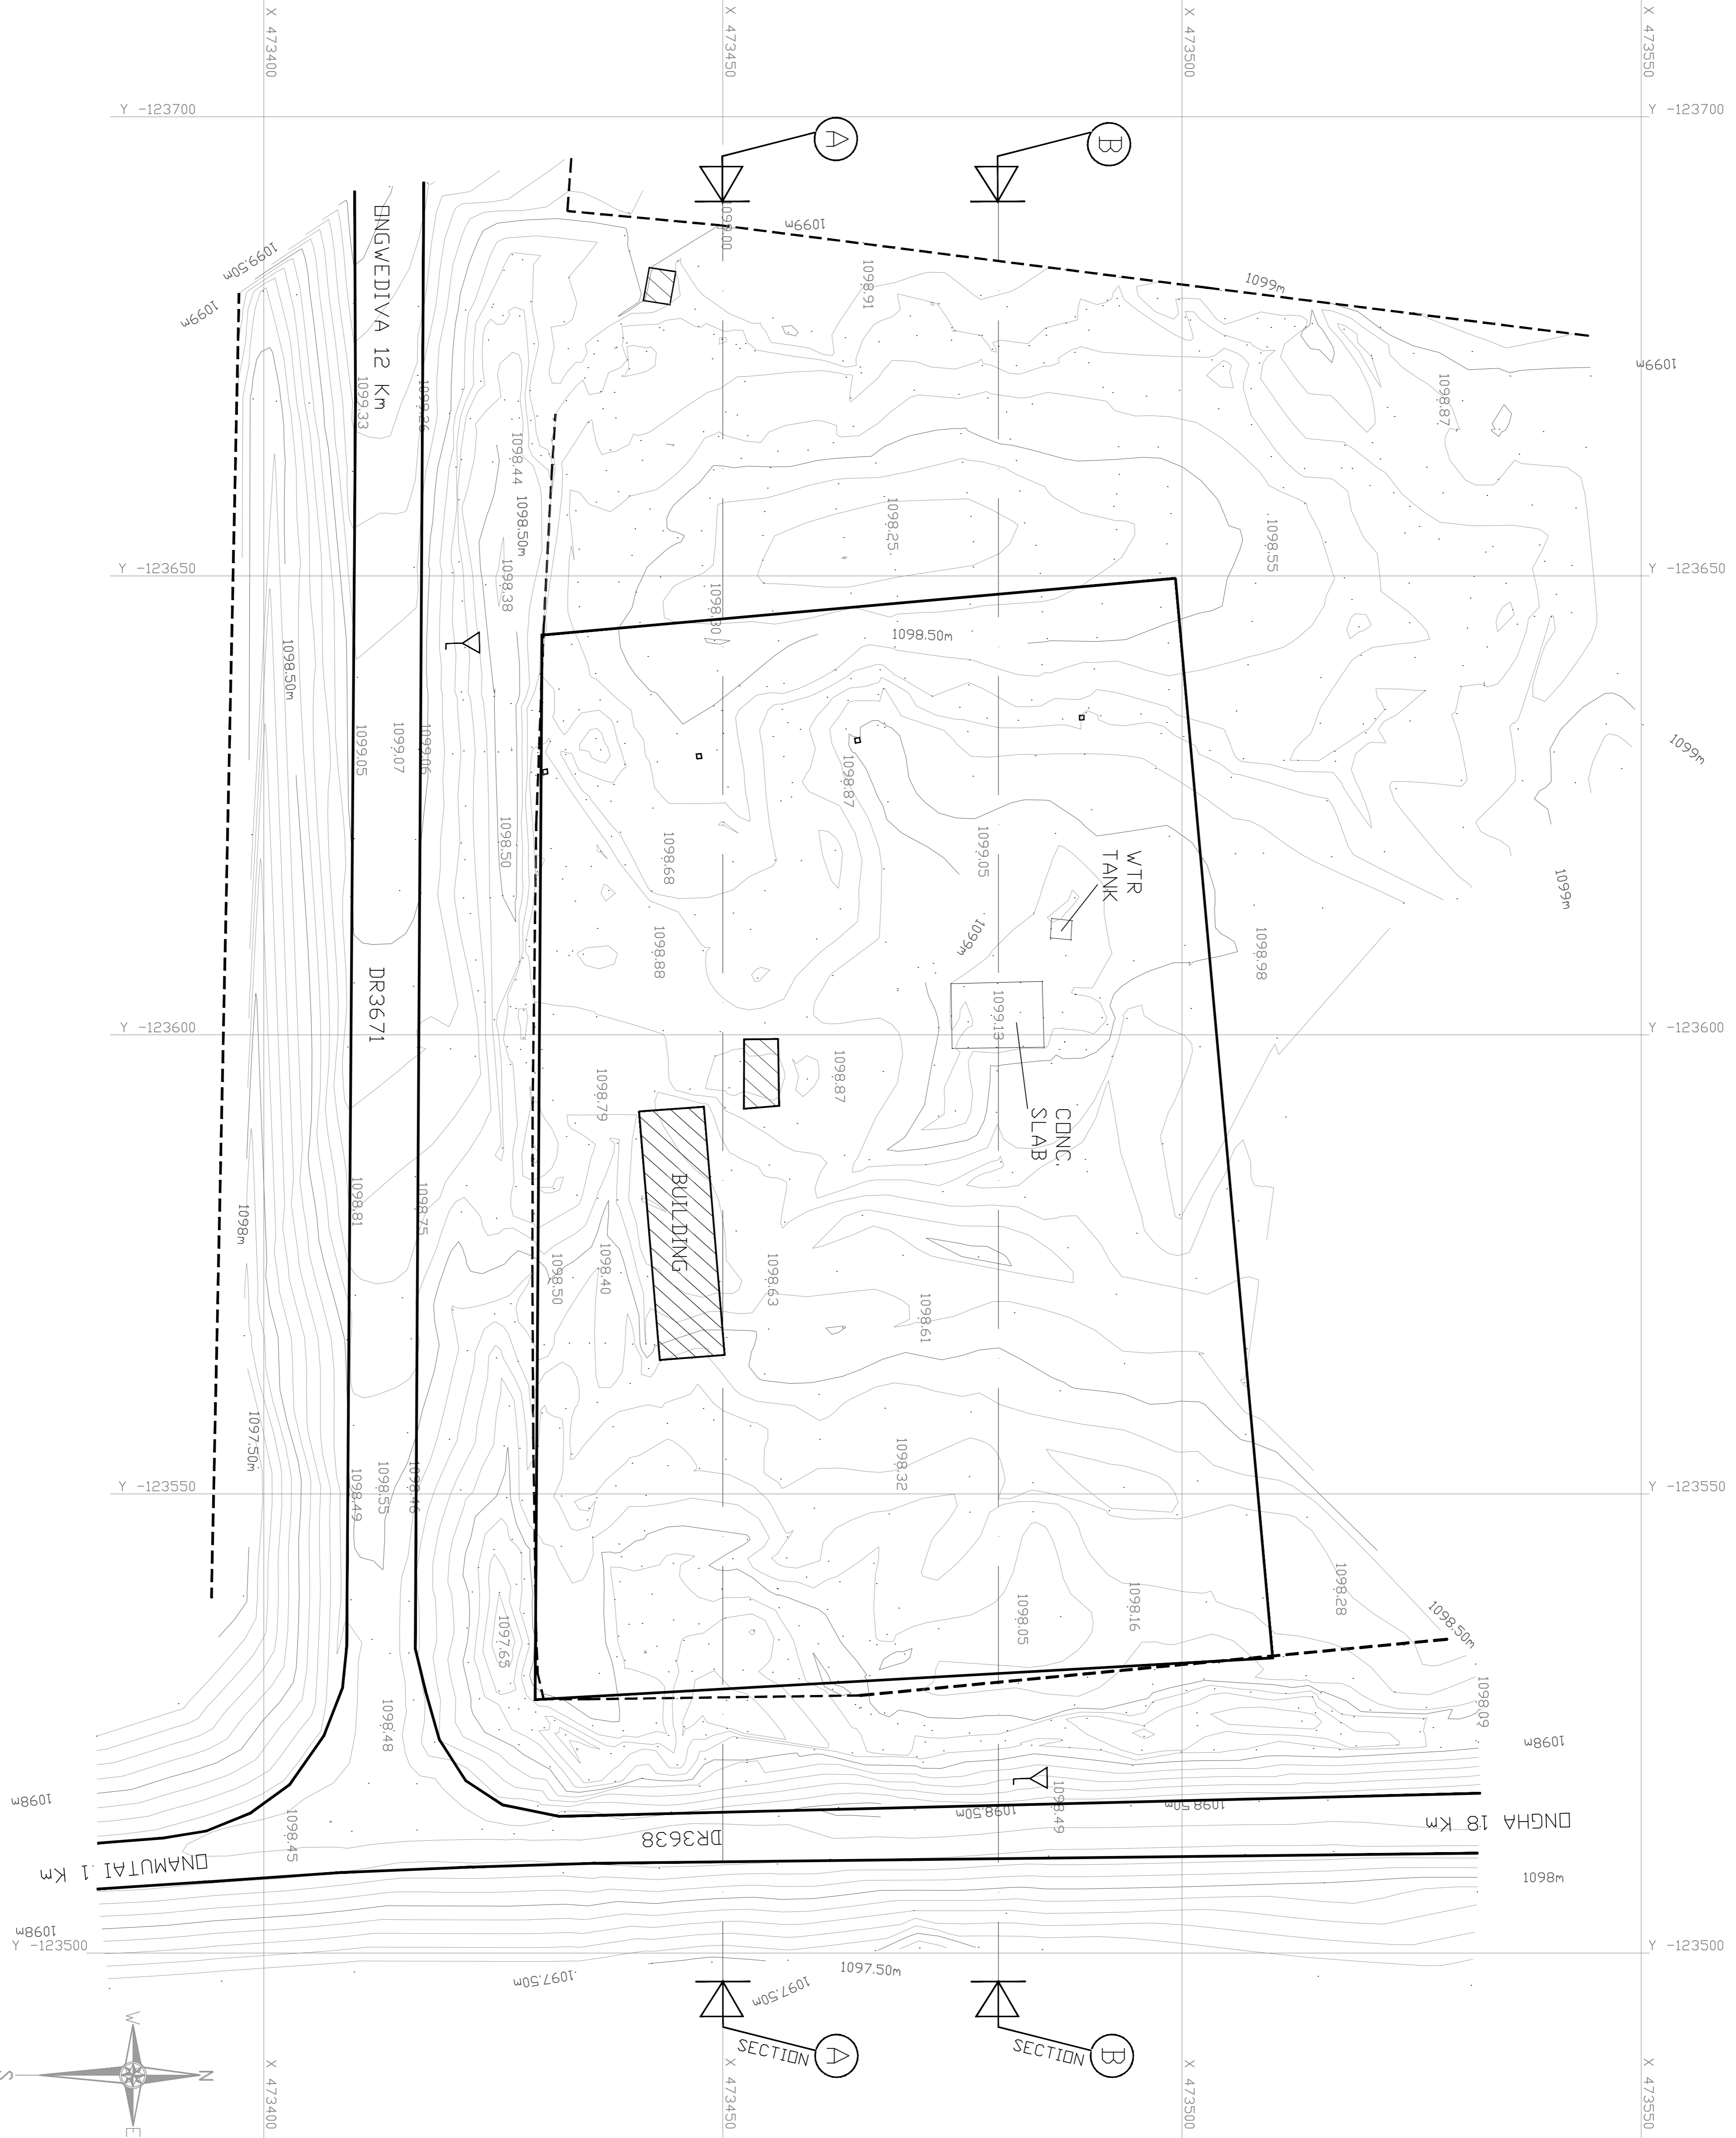 X 473400
X 473450
X 473500
X 473550
Y -123700
Y -123700
A
B
1099.00
1099m
1099.50m
1099m
ONGWEDIVA 12 Km
1098.91
1099m
1099m
1099.33
1099.26
1098.87
1098.44
1098.50m
1098.25
1098.55
Y -123650
Y -123650
1098.38
1098.30
1098.50m
1098.50m
1099.05
1099.07
1099.06
1098.87
1099m
1098.50
1098.68
1099.05
WTR
TANK
1099m
1098.88
1099m
1098.98
DR3671
1099.13
Y -123600
Y -123600
1098.79
1098.87
CONC.
SLAB
1098.81
1098.75
1098m
BUILDING
1098.50
1098.40
1098.63
1098.61
1097.50m
1098.49
1098.55
1098.46
1098.32
Y -123550
Y -123550
1097.65
1098.05
1098.16
1098.28
1098.50m
1098.48
1098.09
1098m
1098m
1098.45
1098.50m
1098.49
1098.50m
DR3638
ONGHA 18 Km
ONAMUTAI 1 Km
1098m
1098m
Y -123500
Y -123500
1097.50m
1097.50m
1097.50m
SECTION
A
SECTION
B
W
N
S
E
X 473400
X 473450
X 473500
X 473550